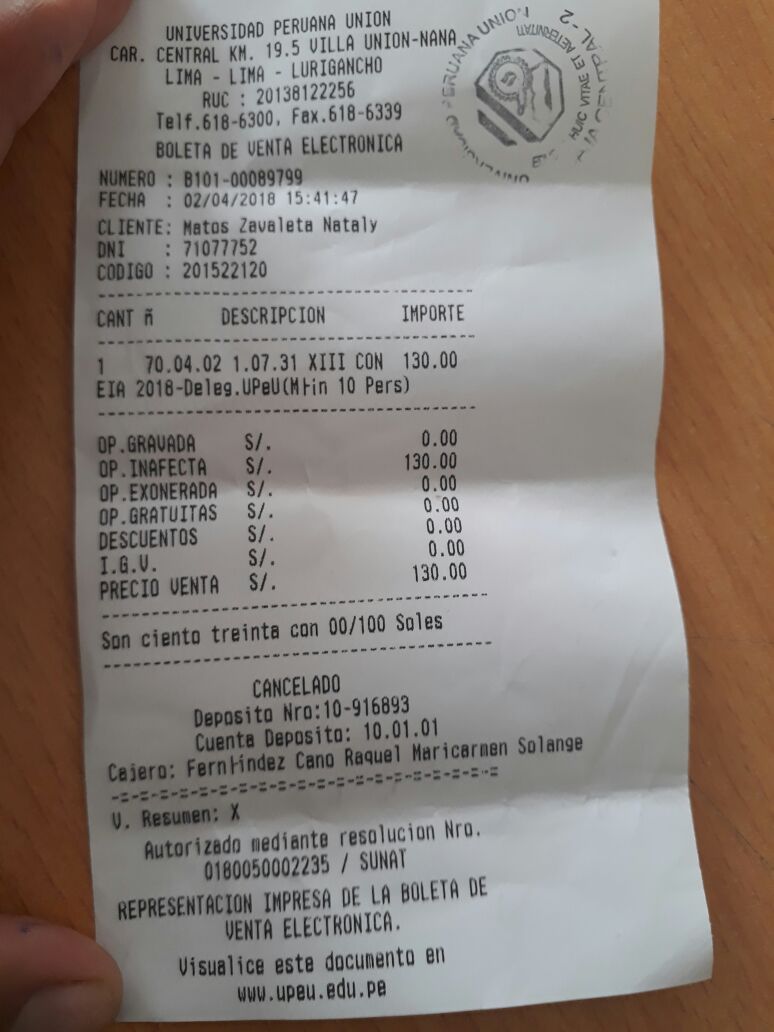 UNIVERSIDAD PERUANA UNION
CAR. CENTRAL KM. 19.5 VILLA UNION-NANA
LIMA - LIMA - LURIGANCHO
RUC : 20138122256
Telf.618-6300, Fax.618-6339
BOLETA DE VENTA ELECTRONICA
PERUANA UNION
HUIC VITAE ET AETERNITATI
NUMERO : B101-00089799
FECHA : 02/04/2018 15:41:47
CLIENTE: Matos Zavaleta Nataly
DNI : 71077752
CODIGO : 201522120
CANT ñ DESCRIPCION IMPORTE
1 70.04.02 1.07.31 XIII CON 130.00
EIA 2018-Deleg.UPeU(M├in 10 Pers)
OP.GRAVADA S/. 0.00
OP.INAFECTA S/. 130.00
OP.EXONERADA S/. 0.00
OP.GRATUITAS S/. 0.00
DESCUENTOS S/. 0.00
I.G.V. S/. 0.00
PRECIO VENTA S/. 130.00
Son ciento treinta con 00/100 Soles
CANCELADO
Deposito Nro:10-916893
Cuenta Deposito: 10.01.01
Cajero: Fern├índez Cano Raquel Maricarmen Solange
V. Resumen: X
Autorizado mediante resolucion Nro.
0180050002235 / SUNAT
REPRESENTACION IMPRESA DE LA BOLETA DE
VENTA ELECTRONICA.
Visualice este documento en
www.upeu.edu.pe